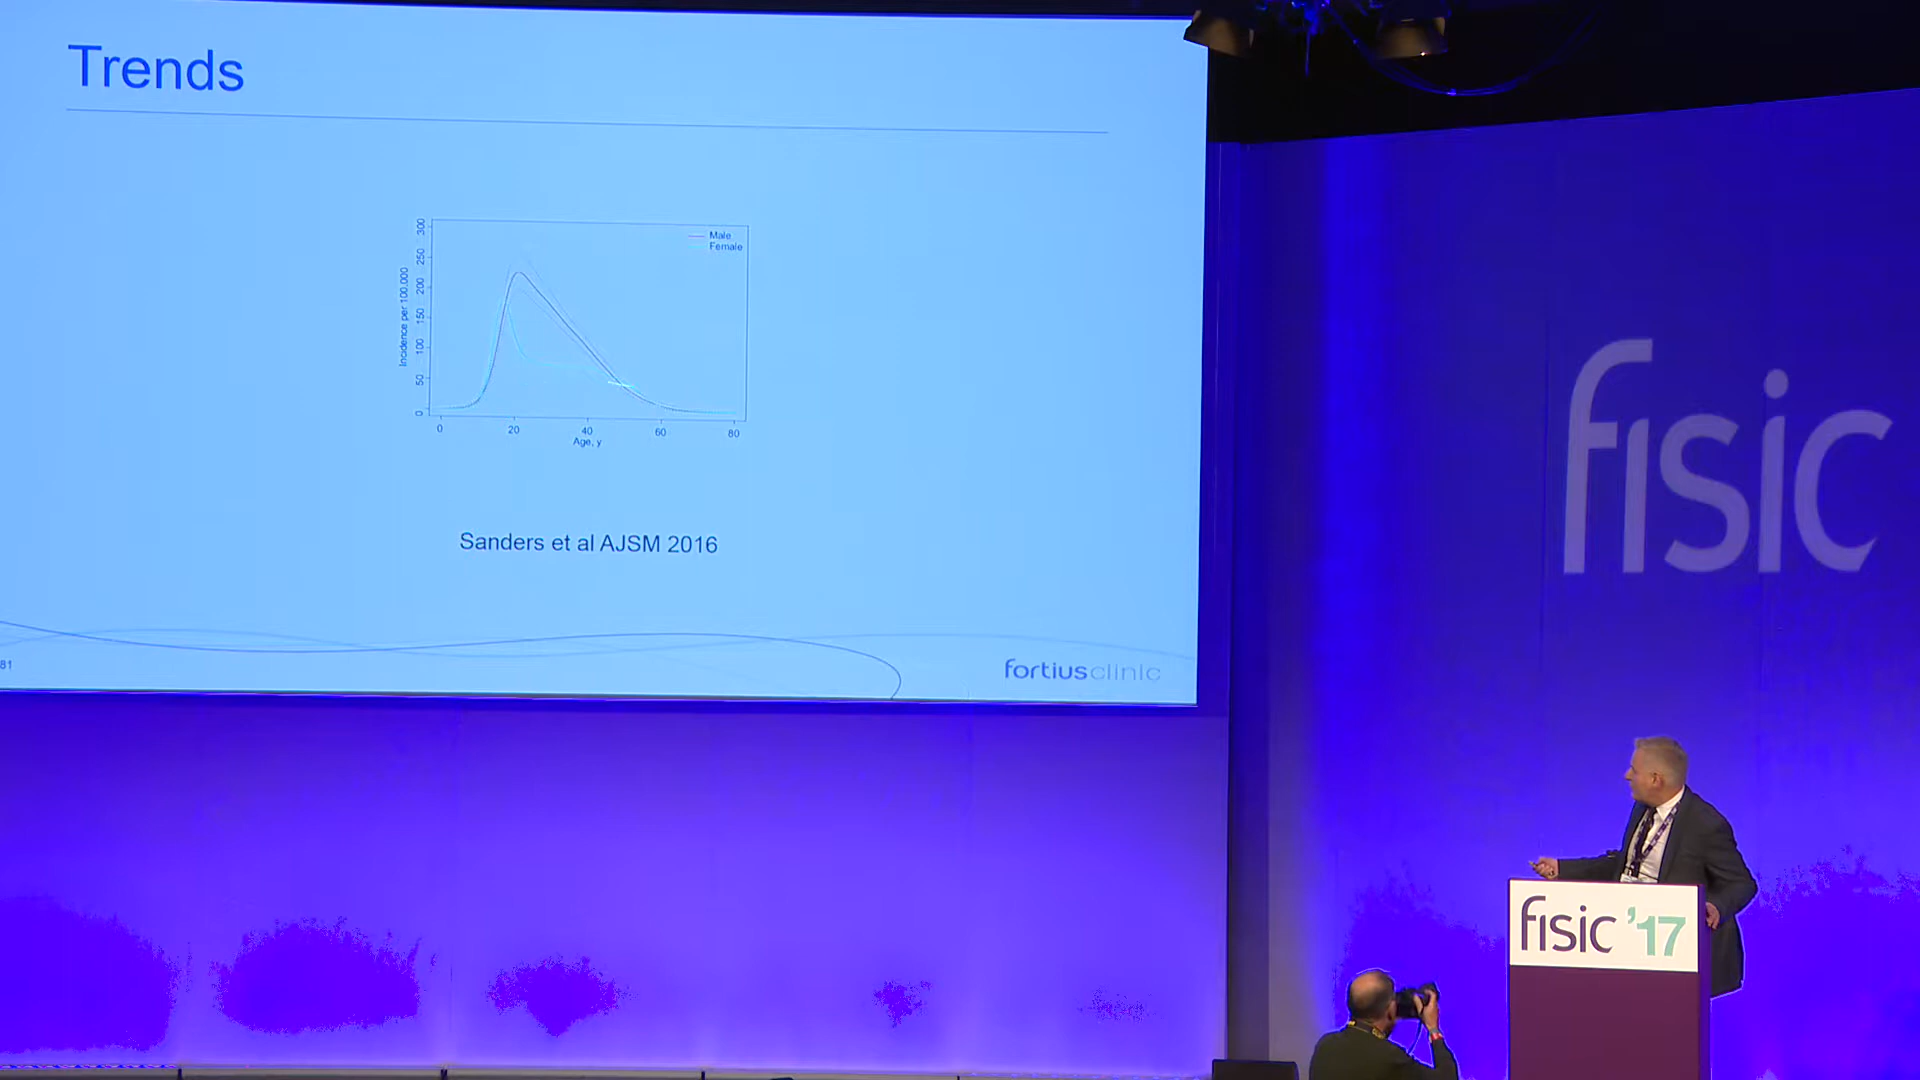 Trends
Male
Female
Incidence per 100,000
300
250
200
150
100
50
0
0 20 40 60 80
Age, y
Sanders et al AJSM 2016
81
fortiusclinic
fisic
fisic '17